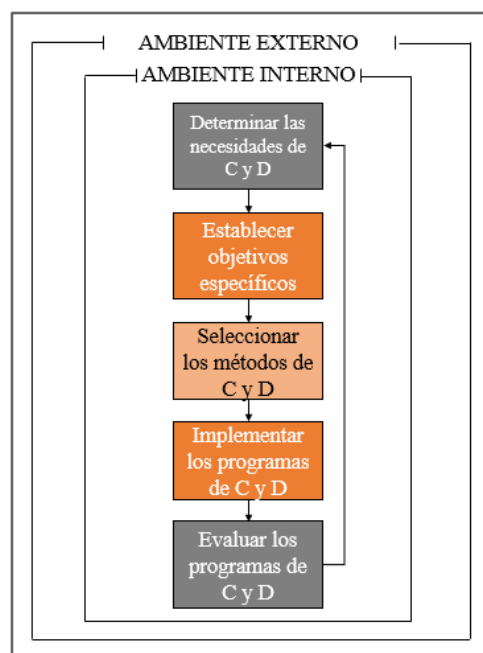 AMBIENTE EXTERNO
AMBIENTE INTERNO
Determinar las
necesidades de
C y D
Establecer
objetivos
específicos
Seleccionar
los métodos de
C y D
Implementar
los programas
de C y D
Evaluar los
programas de
C y D